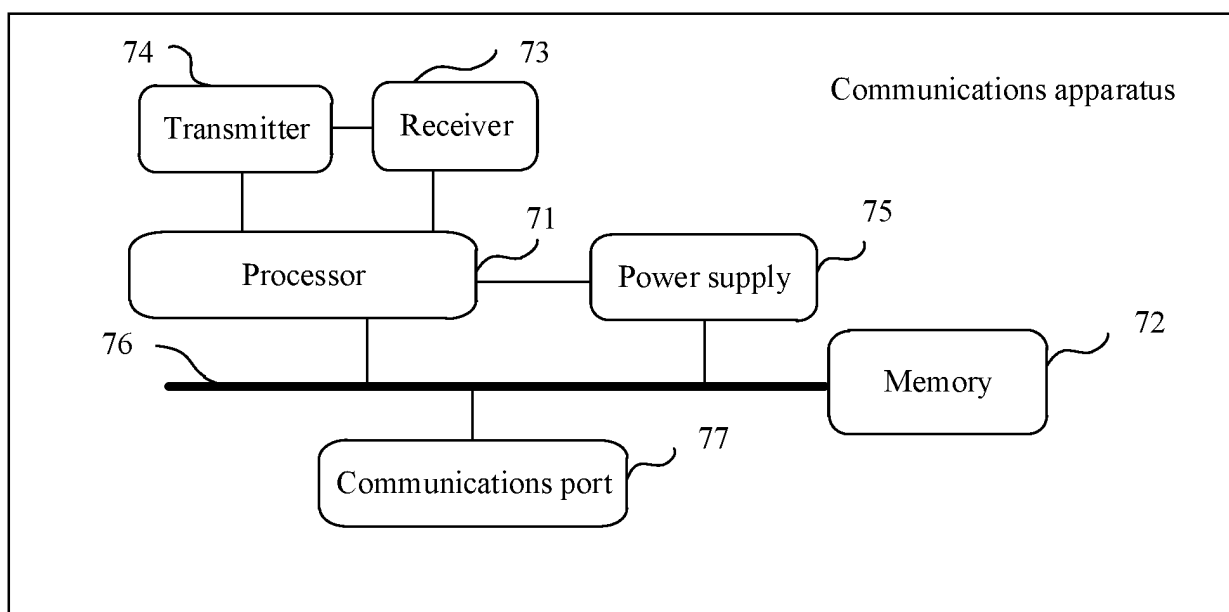 74
73
Communications apparatus
Transmitter
Receiver
71
75
Processor
Power supply
76
72
Memory
77
Communications port